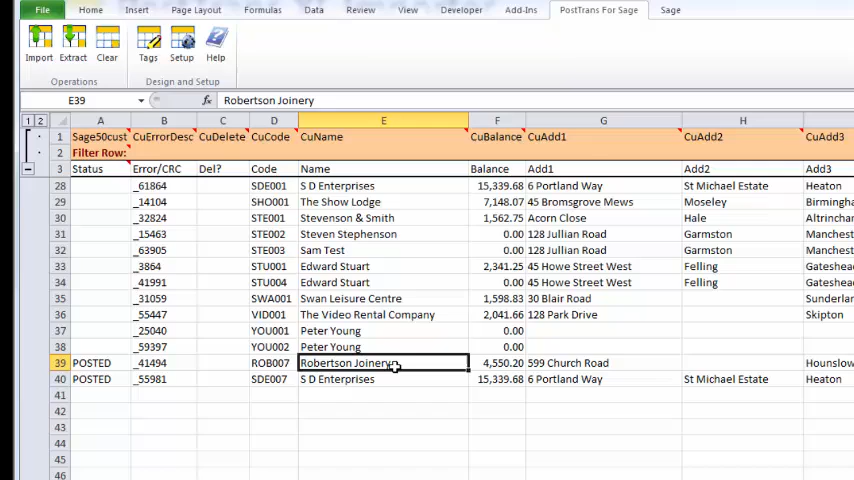 File Home Insert Page Layout Formulas Data Review View Developer Add-Ins PostTrans For Sage Sage
Import Extract Clear Tags Setup Help
Operations Design and Setup
E39 fx Robertson Joinery
1 2 A B C D E F G H
1 Sage50cust CuErrorDesc CuDelete CuCode CuName CuBalance CuAdd1 CuAdd2 CuAdd3
2 Filter Row:
3 Status Error/CRC Del? Code Name Balance Add1 Add2 Add3
28 _61864 SDE001 S D Enterprises 15,339.68 6 Portland Way St Michael Estate Heaton
29 _14104 SHO001 The Show Lodge 7,148.07 45 Bromsgrove Mews Moseley Birmingh
30 _32824 STE001 Stevenson & Smith 1,562.75 Acorn Close Hale Altrincha
31 _15463 STE002 Steven Stephenson 0.00 128 Jullian Road Garmston Manchest
32 _63905 STE003 Sam Test 0.00 128 Jullian Road Garmston Manchest
33 _3864 STU001 Edward Stuart 2,341.25 45 Howe Street West Felling Gateshea
34 _41991 STU004 Edward Stuart 0.00 45 Howe Street West Felling Gateshea
35 _31059 SWA001 Swan Leisure Centre 1,598.83 30 Blair Road Sunderla
36 _55447 VID001 The Video Rental Company 2,041.66 128 Park Drive Skipton
37 _25040 YOU001 Peter Young 0.00
38 _59397 YOU002 Peter Young 0.00
39 POSTED _41494 ROB007 Robertson Joinery 4,550.20 599 Church Road Hounslow
40 POSTED _55981 SDE007 S D Enterprises 15,339.68 6 Portland Way St Michael Estate Heaton
41
42
43
44
45
46